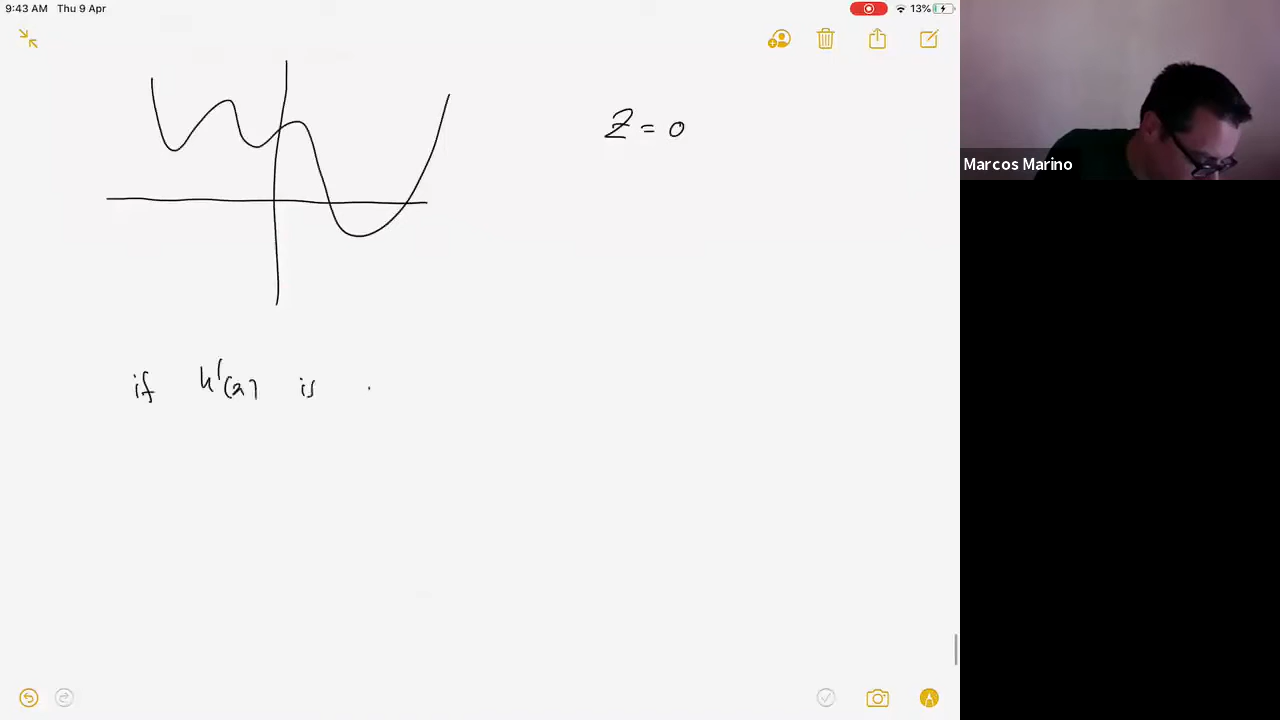 9:43 AM Thu 9 Apr
13%
Z = 0
Marcos Marino
if h'(x) is